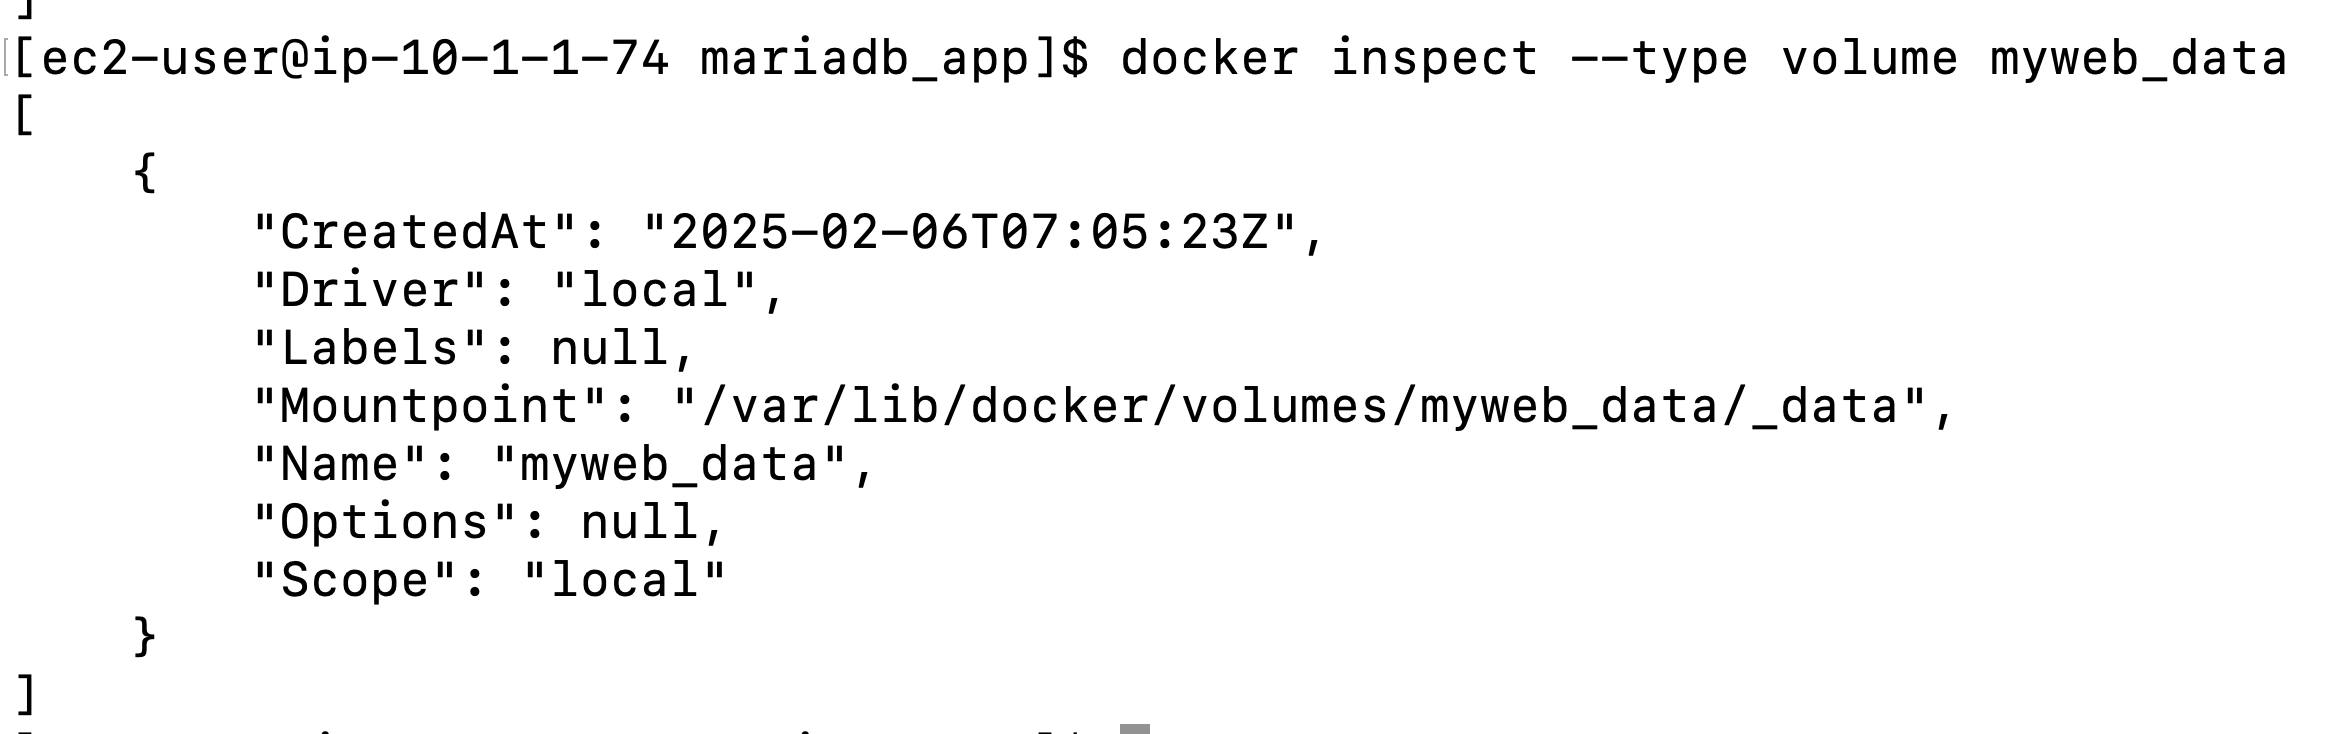 ]
[ec2-user@ip-10-1-1-74 mariadb_app]$ docker inspect --type volume myweb_data
[
    {
        "CreatedAt": "2025-02-06T07:05:23Z",
        "Driver": "local",
        "Labels": null,
        "Mountpoint": "/var/lib/docker/volumes/myweb_data/_data",
        "Name": "myweb_data",
        "Options": null,
        "Scope": "local"
    }
]